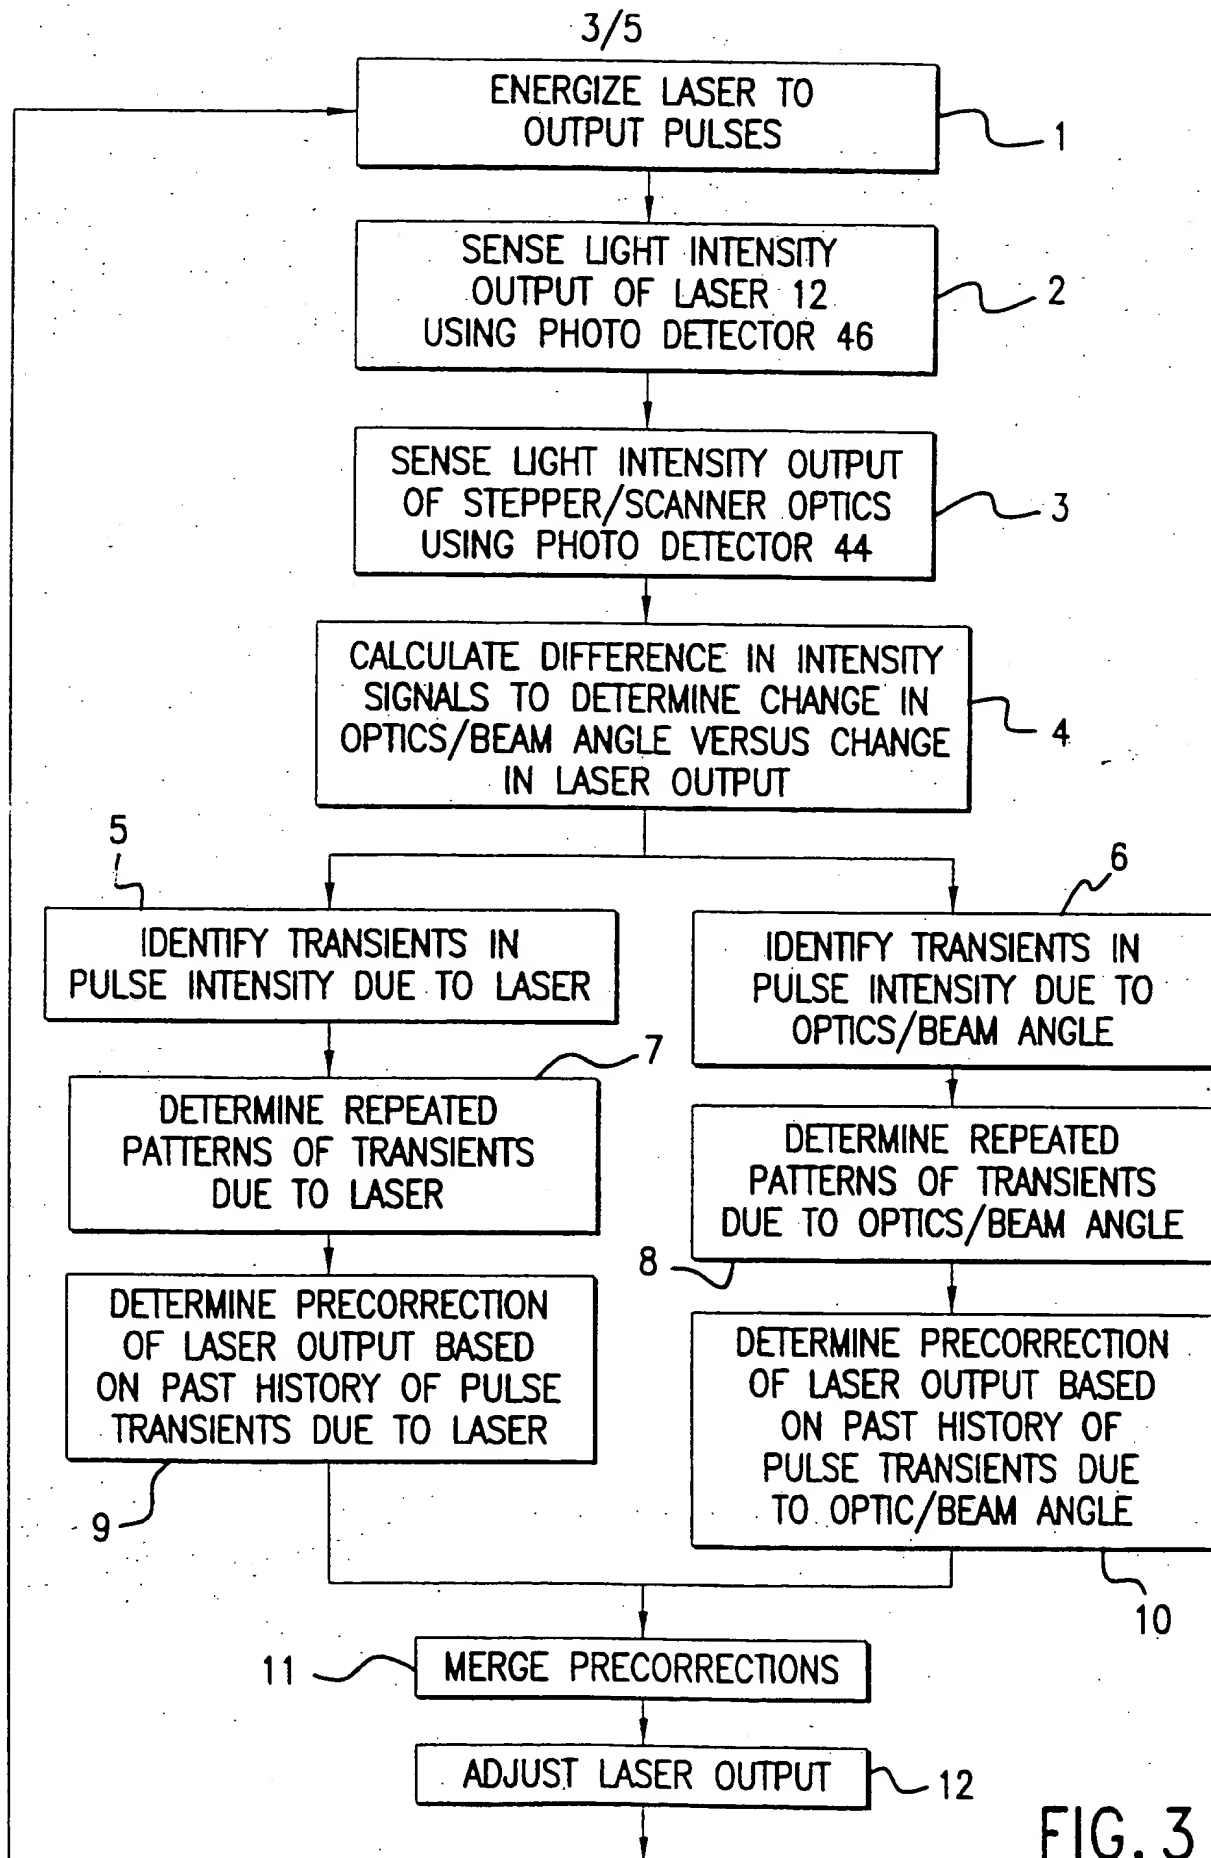 3/5
ENERGIZE LASER TO
OUTPUT PULSES
1
SENSE LIGHT INTENSITY
OUTPUT OF LASER 12
USING PHOTO DETECTOR 46
2
SENSE LIGHT INTENSITY OUTPUT
OF STEPPER/SCANNER OPTICS
USING PHOTO DETECTOR 44
3
CALCULATE DIFFERENCE IN INTENSITY
SIGNALS TO DETERMINE CHANGE IN
OPTICS/BEAM ANGLE VERSUS CHANGE
IN LASER OUTPUT
4
5
IDENTIFY TRANSIENTS IN
PULSE INTENSITY DUE TO LASER
6
IDENTIFY TRANSIENTS IN
PULSE INTENSITY DUE TO
OPTICS/BEAM ANGLE
7
DETERMINE REPEATED
PATTERNS OF TRANSIENTS
DUE TO LASER
DETERMINE REPEATED
PATTERNS OF TRANSIENTS
DUE TO OPTICS/BEAM ANGLE
8
DETERMINE PRECORRECTION
OF LASER OUTPUT BASED
ON PAST HISTORY OF PULSE
TRANSIENTS DUE TO LASER
9
DETERMINE PRECORRECTION
OF LASER OUTPUT BASED
ON PAST HISTORY OF
PULSE TRANSIENTS DUE
TO OPTIC/BEAM ANGLE
10
11
MERGE PRECORRECTIONS
ADJUST LASER OUTPUT
12
FIG. 3